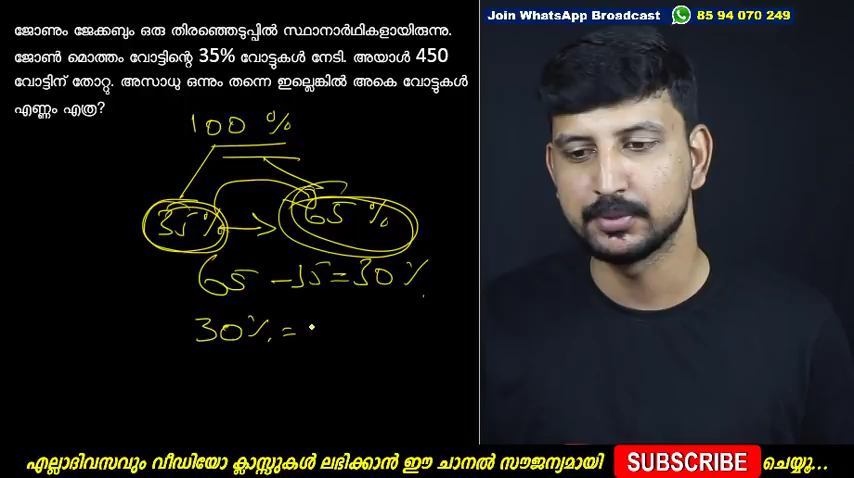 Join WhatsApp Broadcast 85 94 070 249
ജോണും ജേക്കബും ഒരു തിരഞ്ഞെടുപ്പിൽ സ്ഥാനാർഥികളായിരുന്നു.
ജോൺ മൊത്തം വോട്ടിന്റെ 35% വോട്ടുകൾ നേടി. അയാൾ 450
വോട്ടിന് തോറ്റു. അസാധു ഒന്നും തന്നെ ഇല്ലെങ്കിൽ അകെ വോട്ടുകൾ
എണ്ണം എത്ര?
100 %
35% 65 %
65 - 35 = 30%
30% =
എല്ലാദിവസവും വീഡിയോ ക്ലാസ്സുകൾ ലഭിക്കാൻ ഈ ചാനൽ സൗജന്യമായി SUBSCRIBE ചെയ്യൂ...